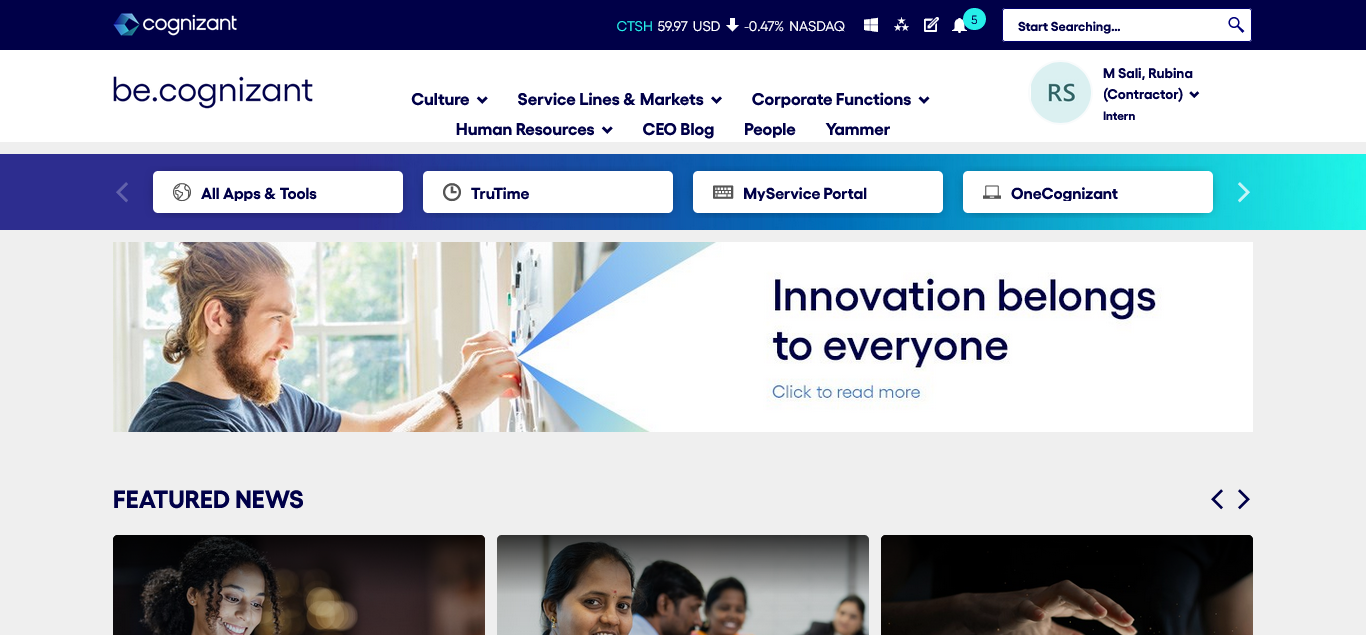 cognizant
CTSH 59.97 USD -0.47% NASDAQ
5
Start Searching...
be.cognizant
Culture Service Lines & Markets Corporate Functions
Human Resources CEO Blog People Yammer
RS
M Sali, Rubina
(Contractor)
Intern
All Apps & Tools
TruTime
MyService Portal
OneCognizant
Innovation belongs
to everyone
Click to read more
FEATURED NEWS